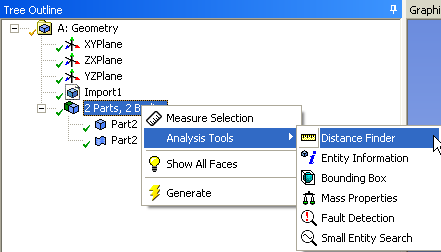 Tree Outline
Graphi
A: Geometry
XYPlane
ZXPlane
YZPlane
Import1
2 Parts, 2 B
Part2
Part2
Measure Selection
Analysis Tools
Show All Faces
Generate
Distance Finder
Entity Information
Bounding Box
Mass Properties
Fault Detection
Small Entity Search